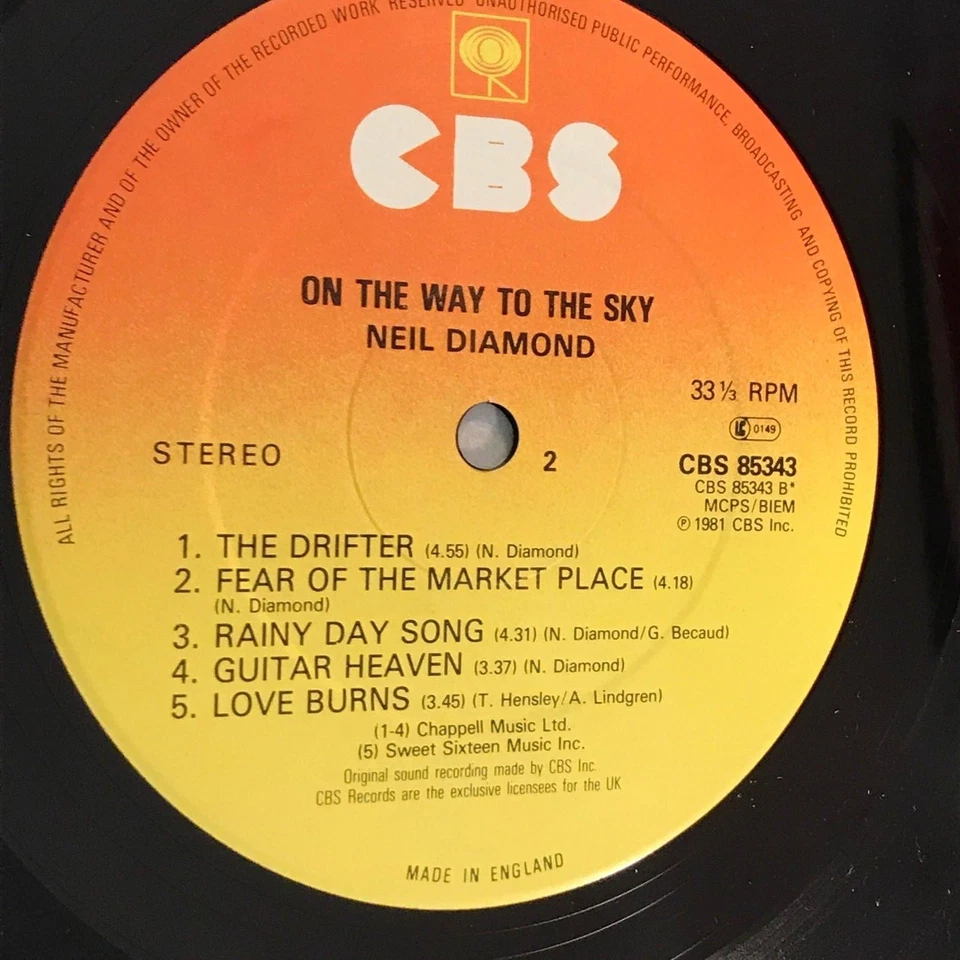 ALL RIGHTS OF THE MANUFACTURER AND OF THE OWNER OF THE RECORDED WORK RESERVED UNAUTHORISED PUBLIC PERFORMANCE, BROADCASTING AND COPYING OF THIS RECORD PROHIBITED
CBS
ON THE WAY TO THE SKY
NEIL DIAMOND
33⅓ RPM
LC 0149
STEREO
2
CBS 85343
CBS 85343 B*
MCPS/BIEM
℗ 1981 CBS Inc.
1. THE DRIFTER (4.55) (N. Diamond)
2. FEAR OF THE MARKET PLACE (4.18)
(N. Diamond)
3. RAINY DAY SONG (4.31) (N. Diamond/G. Becaud)
4. GUITAR HEAVEN (3.37) (N. Diamond)
5. LOVE BURNS (3.45) (T. Hensley/A. Lindgren)
(1-4) Chappell Music Ltd.
(5) Sweet Sixteen Music Inc.
Original sound recording made by CBS Inc.
CBS Records are the exclusive licensees for the UK
MADE IN ENGLAND